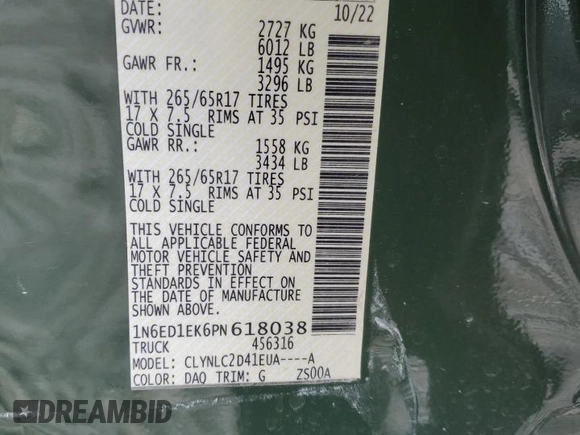 DATE: 10/22
GVWR: 2727 KG
6012 LB
GAWR FR.: 1495 KG
3296 LB
WITH 265/65R17 TIRES
17 X 7.5 RIMS AT 35 PSI
COLD SINGLE
GAWR RR.: 1558 KG
3434 LB
WITH 265/65R17 TIRES
17 X 7.5 RIMS AT 35 PSI
COLD SINGLE
THIS VEHICLE CONFORMS TO
ALL APPLICABLE FEDERAL
MOTOR VEHICLE SAFETY AND
THEFT PREVENTION
STANDARDS IN EFFECT ON
THE DATE OF MANUFACTURE
SHOWN ABOVE.
1N6ED1EK6PN618038
TRUCK 456316
MODEL: CLYNLC2D41EUA----A
COLOR: DAQ TRIM: G ZS00A
DREAMBID